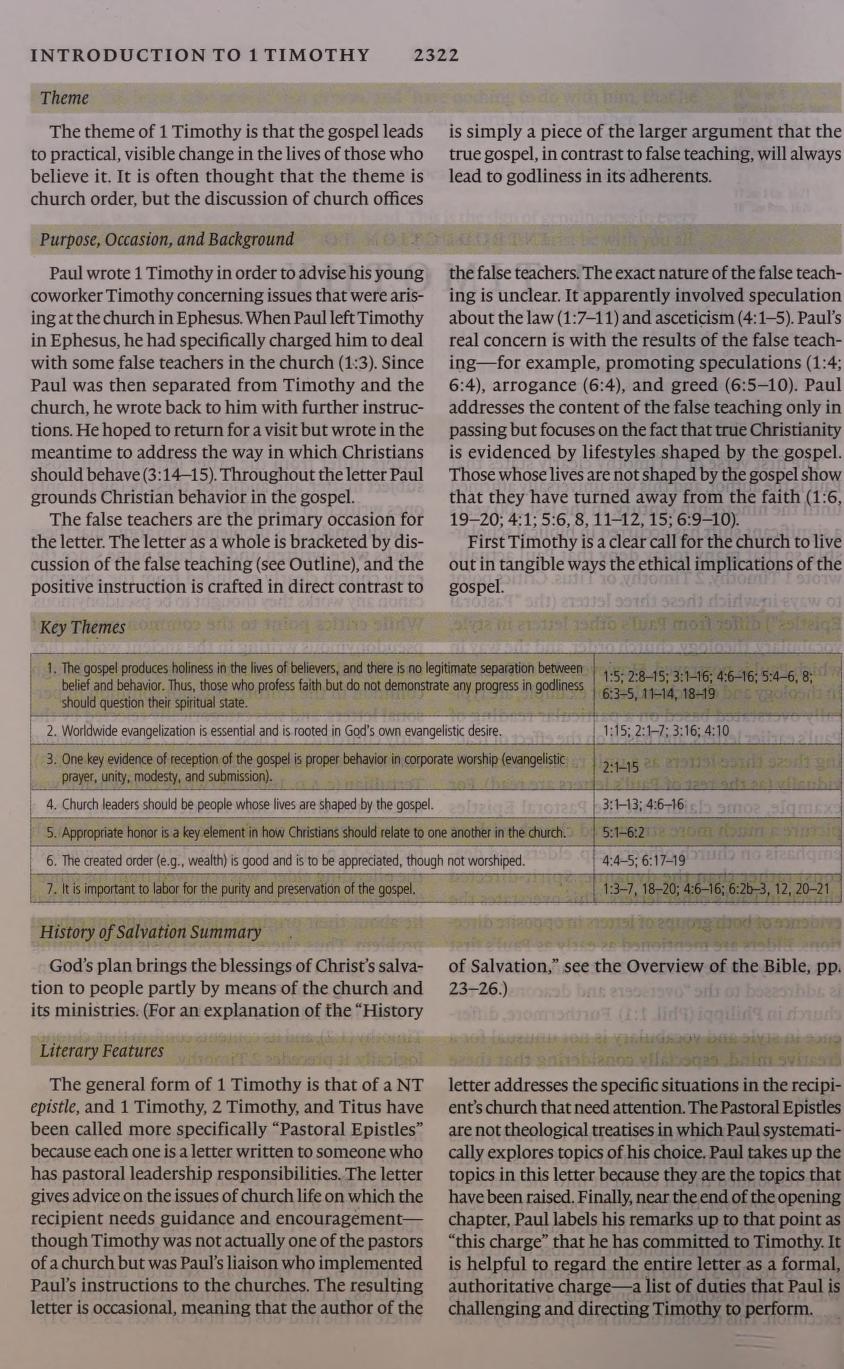 INTRODUCTION TO 1 TIMOTHY 2322
Theme
The theme of 1 Timothy is that the gospel leads
to practical, visible change in the lives of those who
believe it. It is often thought that the theme is
church order, but the discussion of church offices
is simply a piece of the larger argument that the
true gospel, in contrast to false teaching, will always
lead to godliness in its adherents.
Purpose, Occasion, and Background
Paul wrote 1 Timothy in order to advise his young
coworker Timothy concerning issues that were aris-
ing at the church in Ephesus. When Paul left Timothy
in Ephesus, he had specifically charged him to deal
with some false teachers in the church (1:3). Since
Paul was then separated from Timothy and the
church, he wrote back to him with further instruc-
tions. He hoped to return for a visit but wrote in the
meantime to address the way in which Christians
should behave (3:14–15). Throughout the letter Paul
grounds Christian behavior in the gospel.
The false teachers are the primary occasion for
the letter. The letter as a whole is bracketed by dis-
cussion of the false teaching (see Outline), and the
positive instruction is crafted in direct contrast to
the false teachers. The exact nature of the false teach-
ing is unclear. It apparently involved speculation
about the law (1:7–11) and asceticism (4:1–5). Paul's
real concern is with the results of the false teach-
ing—for example, promoting speculations (1:4;
6:4), arrogance (6:4), and greed (6:5–10). Paul
addresses the content of the false teaching only in
passing but focuses on the fact that true Christianity
is evidenced by lifestyles shaped by the gospel.
Those whose lives are not shaped by the gospel show
that they have turned away from the faith (1:6,
19–20; 4:1; 5:6, 8, 11–12, 15; 6:9–10).
First Timothy is a clear call for the church to live
out in tangible ways the ethical implications of the
gospel.
Key Themes
1. The gospel produces holiness in the lives of believers, and there is no legitimate separation between
belief and behavior. Thus, those who profess faith but do not demonstrate any progress in godliness
should question their spiritual state.
1:5; 2:8–15; 3:1–16; 4:6–16; 5:4–6, 8;
6:3–5, 11–14, 18–19
2. Worldwide evangelization is essential and is rooted in God's own evangelistic desire. 1:15; 2:1–7; 3:16; 4:10
3. One key evidence of reception of the gospel is proper behavior in corporate worship (evangelistic
prayer, unity, modesty, and submission).
2:1–15
4. Church leaders should be people whose lives are shaped by the gospel. 3:1–13; 4:6–16
5. Appropriate honor is a key element in how Christians should relate to one another in the church. 5:1–6:2
6. The created order (e.g., wealth) is good and is to be appreciated, though not worshiped. 4:4–5; 6:17–19
7. It is important to labor for the purity and preservation of the gospel. 1:3–7, 18–20; 4:6–16; 6:2b–3, 12, 20–21
History of Salvation Summary
God's plan brings the blessings of Christ's salva-
tion to people partly by means of the church and
its ministries. (For an explanation of the “History
of Salvation,” see the Overview of the Bible, pp.
23–26.)
Literary Features
The general form of 1 Timothy is that of a NT
epistle, and 1 Timothy, 2 Timothy, and Titus have
been called more specifically “Pastoral Epistles”
because each one is a letter written to someone who
has pastoral leadership responsibilities. The letter
gives advice on the issues of church life on which the
recipient needs guidance and encouragement—
though Timothy was not actually one of the pastors
of a church but was Paul's liaison who implemented
Paul's instructions to the churches. The resulting
letter is occasional, meaning that the author of the
letter addresses the specific situations in the recipi-
ent's church that need attention. The Pastoral Epistles
are not theological treatises in which Paul systemati-
cally explores topics of his choice. Paul takes up the
topics in this letter because they are the topics that
have been raised. Finally, near the end of the opening
chapter, Paul labels his remarks up to that point as
“this charge” that he has committed to Timothy. It
is helpful to regard the entire letter as a formal,
authoritative charge—a list of duties that Paul is
challenging and directing Timothy to perform.